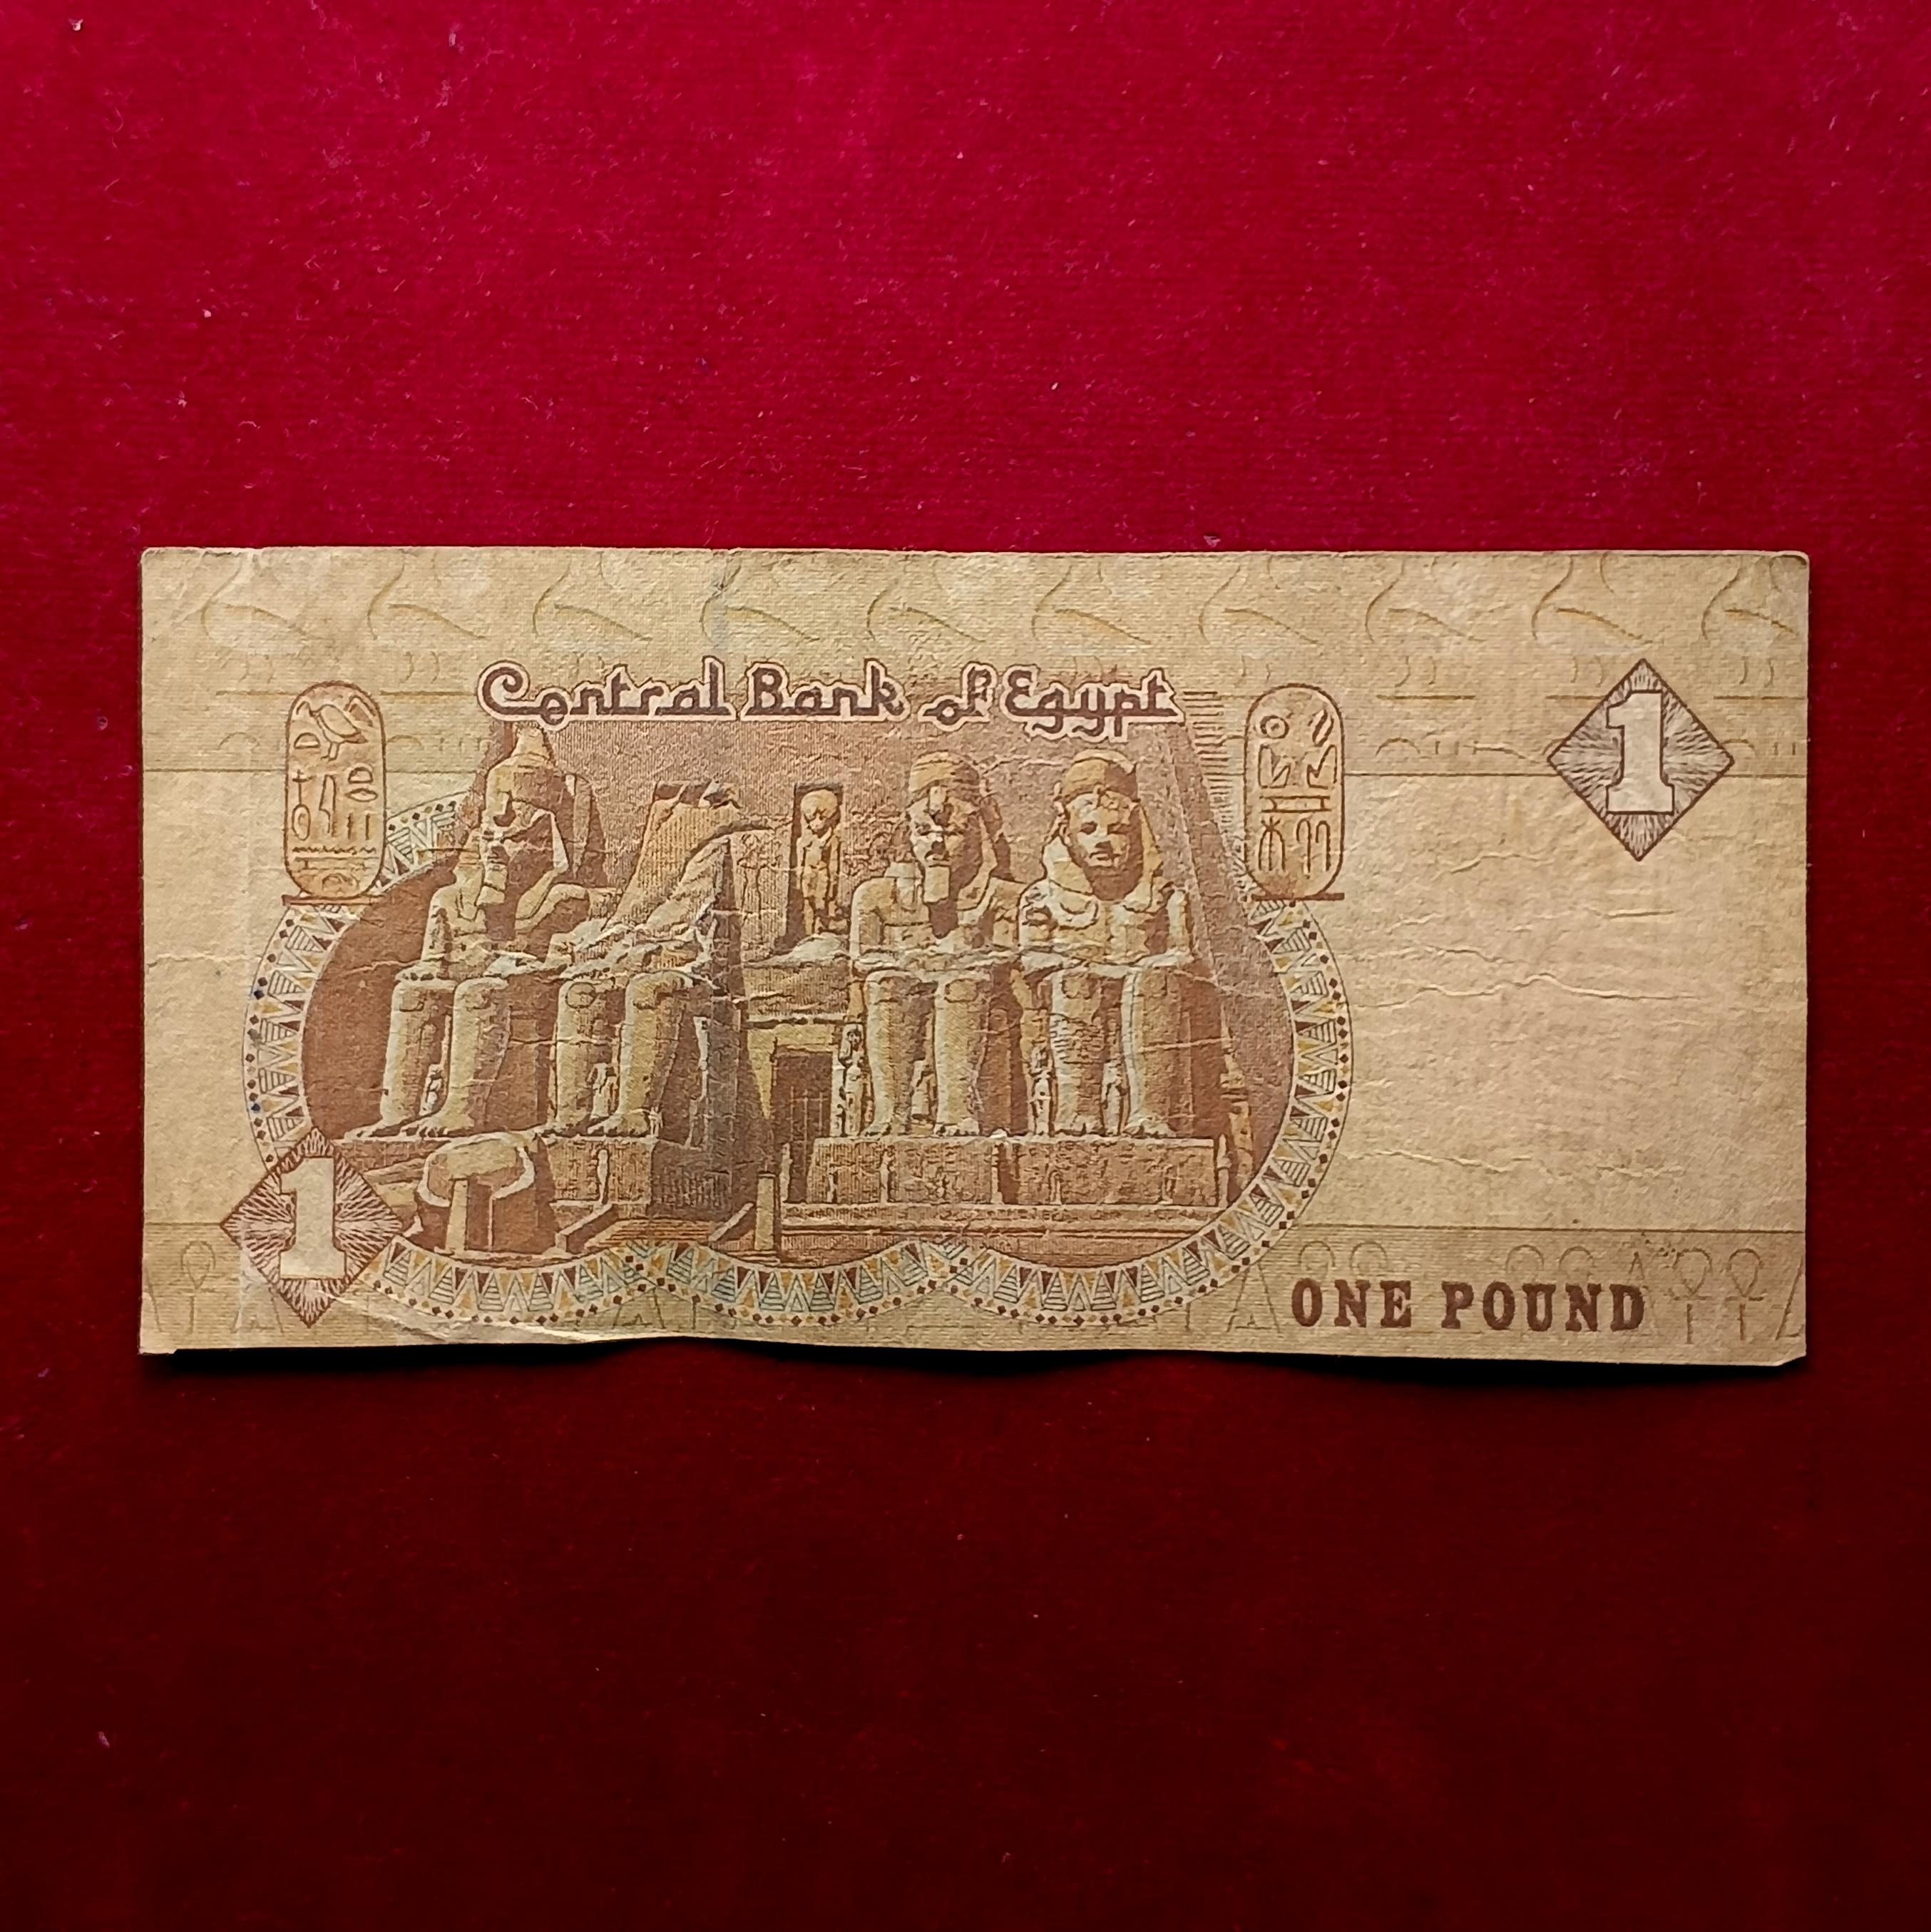 Central Bank of Egypt
1
1
ONE POUND